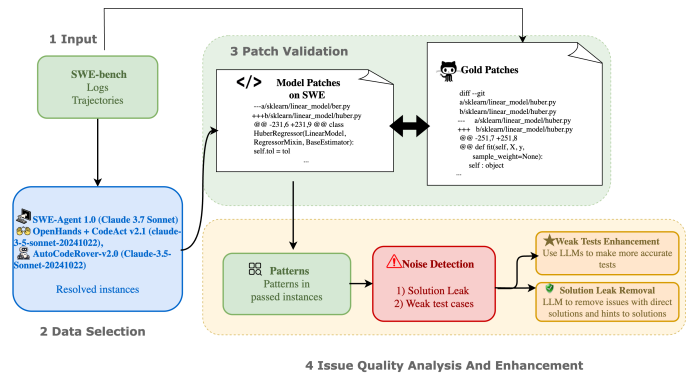 1 Input
SWE-bench
Logs
Trajectories
SWE-Agent 1.0 (Claude 3.7 Sonnet)
OpenHands + CodeAct v2.1 (claude-
3-5-sonnet-20241022),
AutoCodeRover-v2.0 (Claude-3.5-
Sonnet-20241022)
Resolved instances
2 Data Selection
3 Patch Validation
</>
Model Patches
on SWE
---a/sklearn/linear_model/ber.py
+++b/sklearn/linear_model/huber.py
@@ -231,6 +231,9 @@ class
HuberRegressor(LinearModel,
RegressorMixin, BaseEstimator):
self.tol = tol
...
Gold Patches
diff --git
a/sklearn/linear_model/huber.py
b/sklearn/linear_model/huber.py
--- a/sklearn/linear_model/huber.py
+++ b/sklearn/linear_model/huber.py
@@ -251,7 +251,8
@@ def fit(self, X, y,
sample_weight=None):
self : object
...
Patterns
Patterns in
passed instances
Noise Detection
1) Solution Leak
2) Weak test cases
Weak Tests Enhancement
Use LLMs to make more accurate
tests
Solution Leak Removal
LLM to remove issues with direct
solutions and hints to solutions
4 Issue Quality Analysis And Enhancement